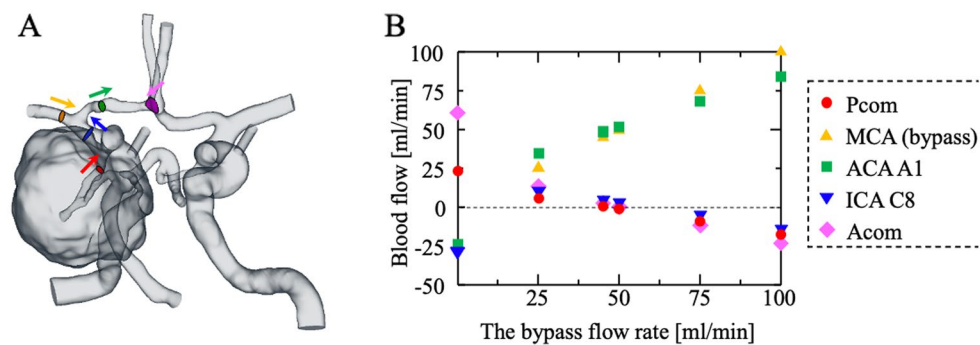 A
B
Blood flow [ml/min]
100
75
50
25
0
-25
-50
25
50
75
100
The bypass flow rate [ml/min]
Pcom
MCA (bypass)
ACA A1
ICA C8
Acom